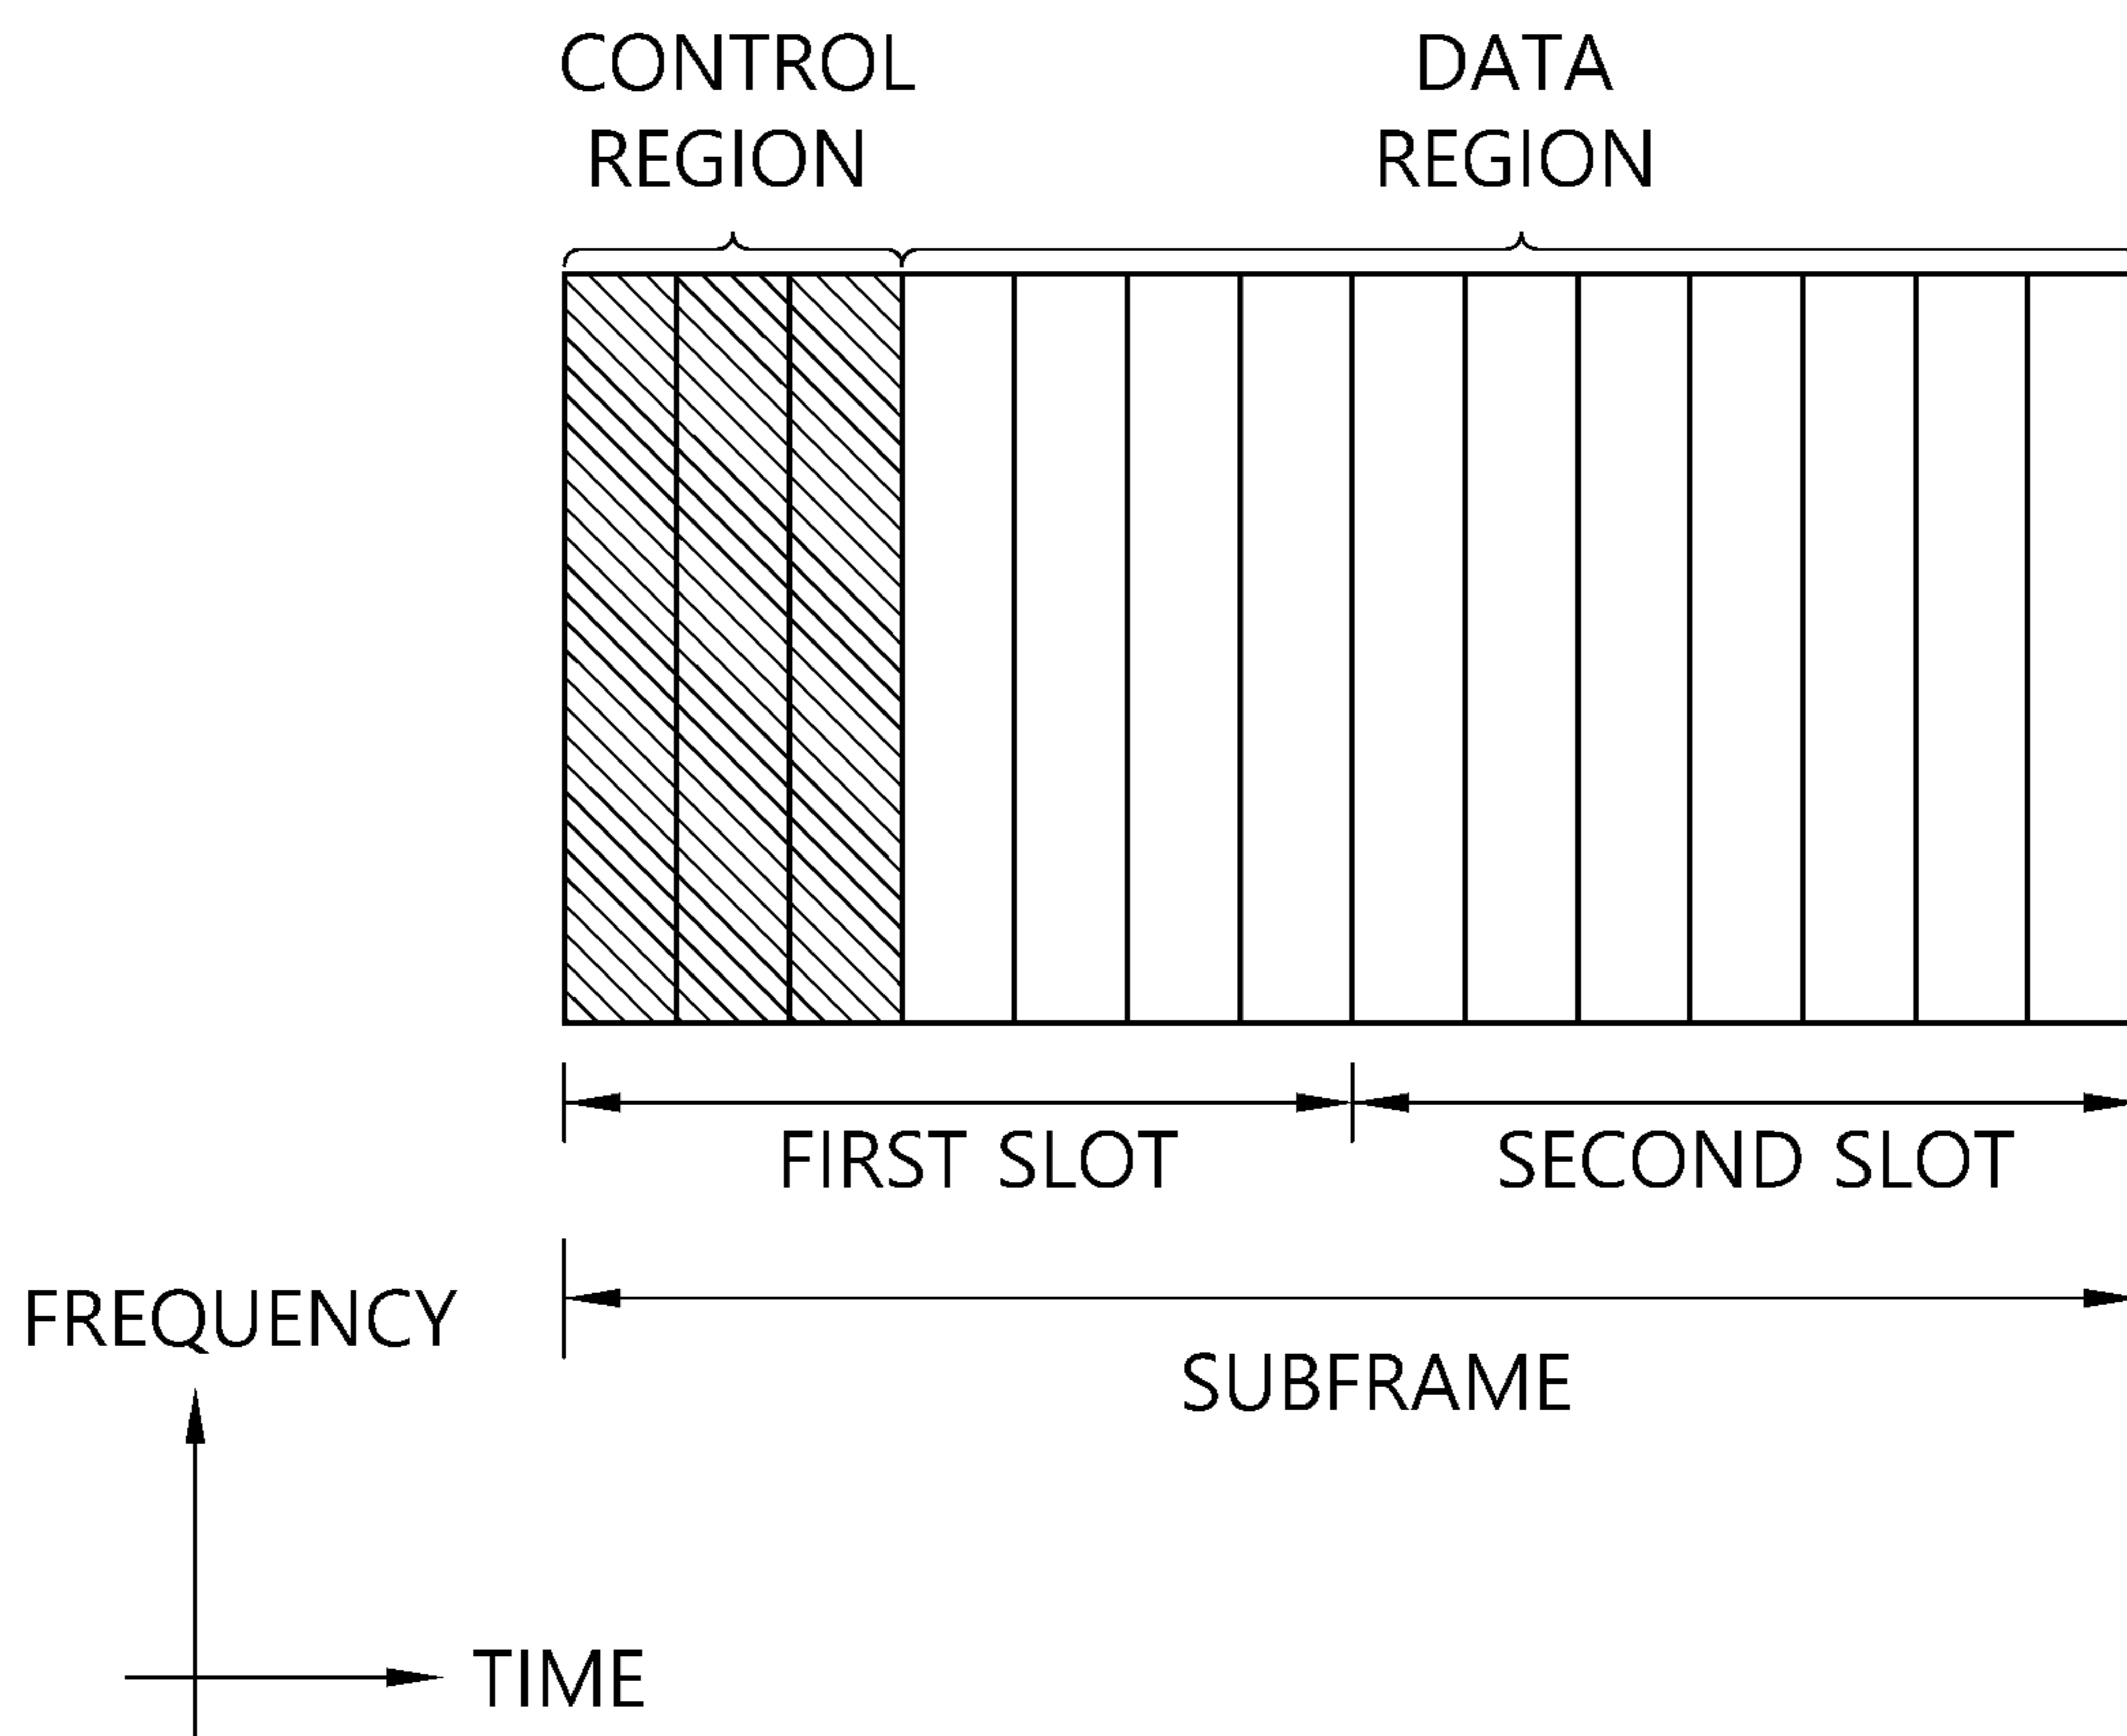 CONTROL
REGION
DATA
REGION
FIRST SLOT
SECOND SLOT
SUBFRAME
FREQUENCY
TIME